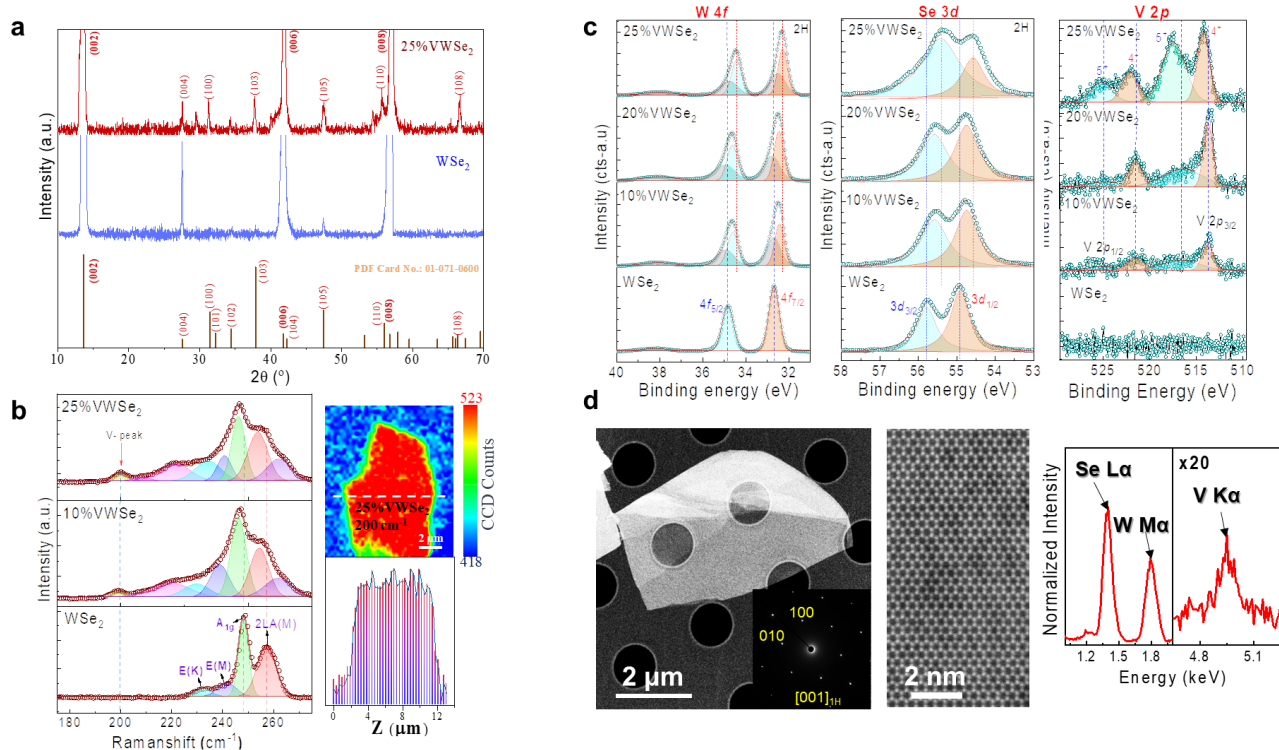 a
25%VWSe2
(002)
(004)
(100)
(103)
(006)
(105)
(110)
(008)
(108)
WSe2
PDF Card No.: 01-071-0600
(002)
(004)
(100)
(101)
(102)
(103)
(006)
(104)
(105)
(110)
(008)
(108)
10 20 30 40 50 60 70
2θ (°)
Intensity (a.u.)
b
25%VWSe2
V- peak
10%VWSe2
WSe2
E(K)
E(M)
A1g
2LA(M)
180 200 220 240 260
Ramanshift (cm-1)
Intensity (a.u.)
523
CCD Counts
418
25%VWSe2
200 cm-1
2 µm
0 4 8 12
Z (µm)
c
W 4f
25%VWSe2
2H
20%VWSe2
10%VWSe2
WSe2
4f5/2
4f7/2
40 38 36 34 32 30
Binding energy (eV)
Intensity (cts-a.u)
Se 3d
25%VWSe2
2H
20%VWSe2
10%VWSe2
WSe2
3d3/2
3d1/2
58 57 56 55 54 53
Binding energy (eV)
Intensity (cts-a.u)
V 2p
25%VWSe2
5+
4+
5+
4+
20%VWSe2
10%VWSe2
V 2p1/2
V 2p3/2
WSe2
525 520 515 510
Binding Energy (eV)
Intensity (cts-a.u)
d
100
010
[001]1H
2 µm
2 nm
Se Lα
W Mα
x20
V Kα
1.2 1.5 1.8 4.8 5.1
Energy (keV)
Normalized Intensity